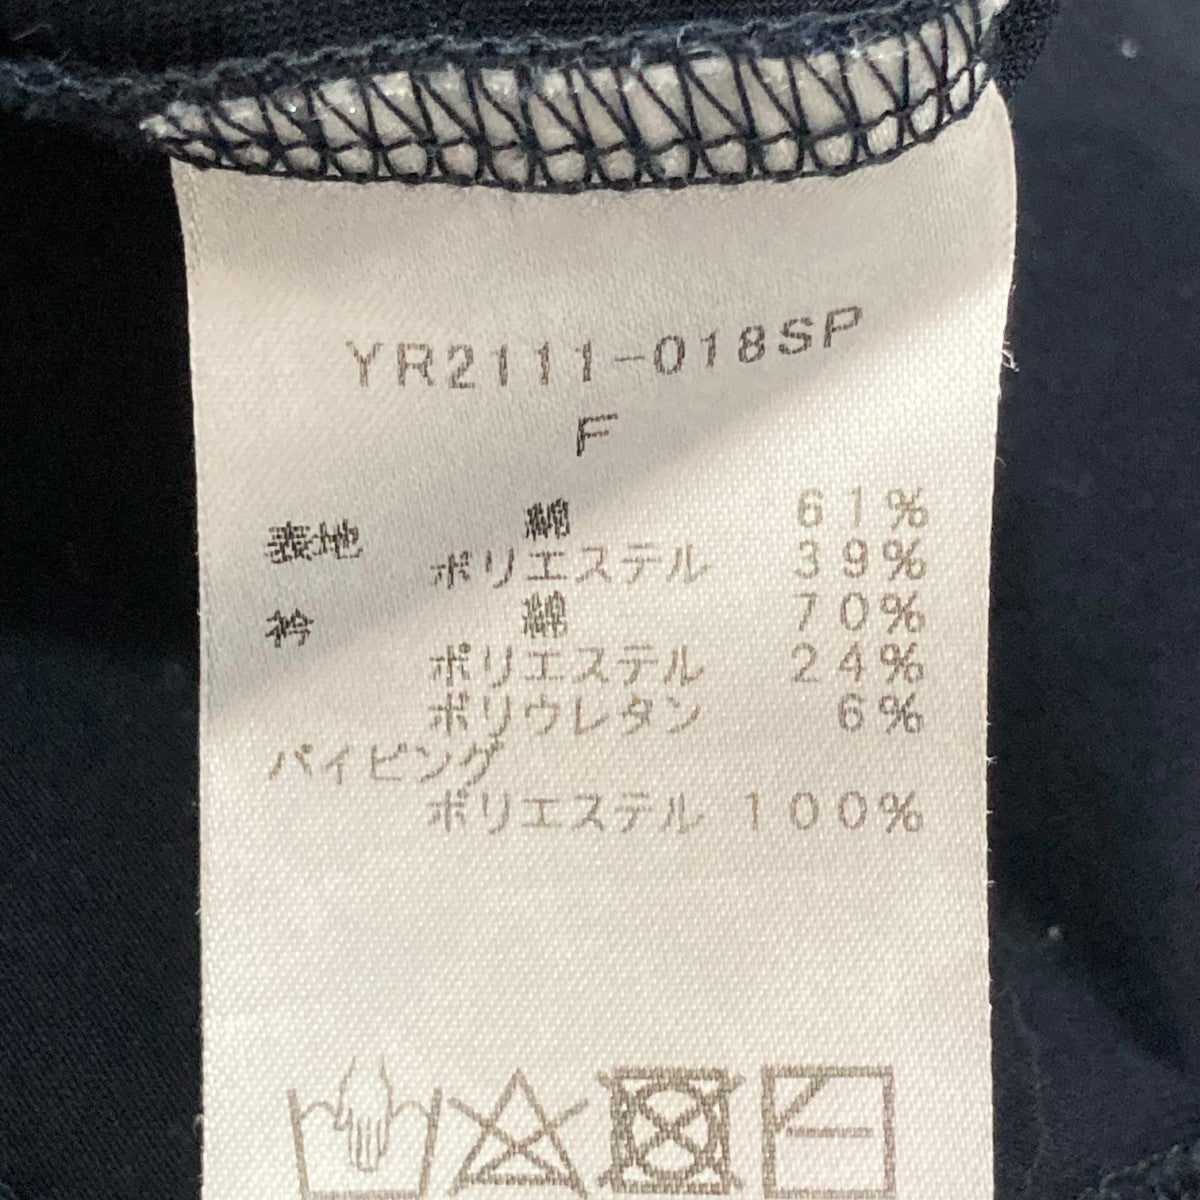 YR2111-018SP
F
表地 綿 61%
ポリエステル 39%
衿 綿 70%
ポリエステル 24%
ポリウレタン 6%
パイピング
ポリエステル 100%